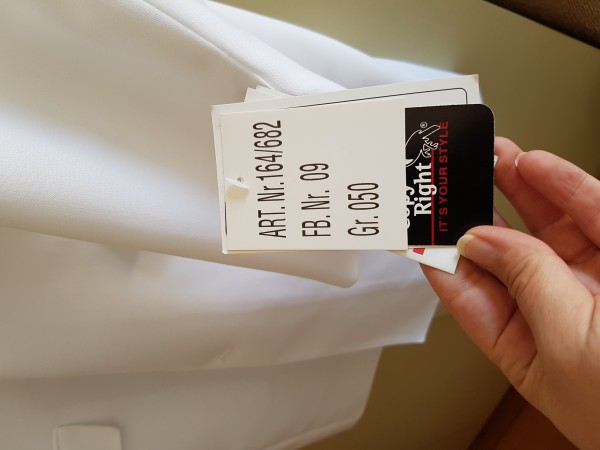 ART. Nr. 164/682
FB. Nr. 09
Gr. 050
Right
IT'S YOUR STYLE
®